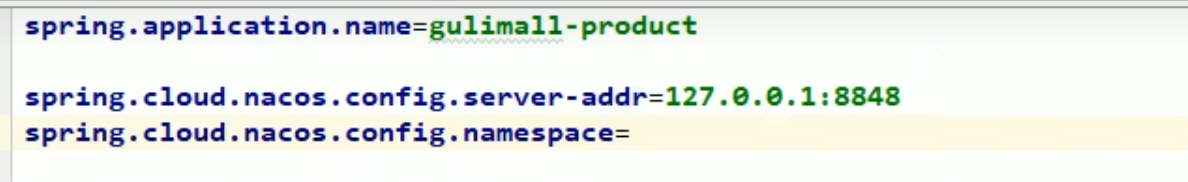 spring.application.name=gulimall-product
spring.cloud.nacos.config.server-addr=127.0.0.1:8848
spring.cloud.nacos.config.namespace=